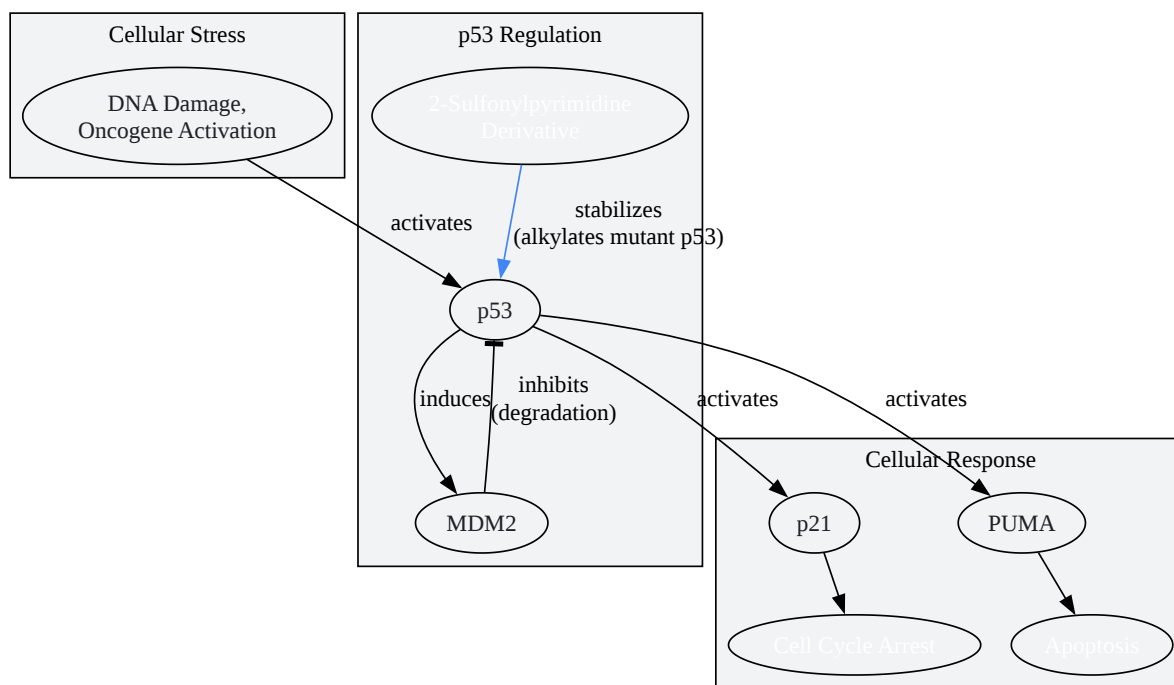 Cellular Stress
DNA Damage,
Oncogene Activation
p53 Regulation
2-Sulfonylpyrimidine
Derivative
activates
stabilizes
(alkylates mutant p53)
p53
induces
inhibits
(degradation)
MDM2
activates
activates
Cellular Response
p21
PUMA
Cell Cycle Arrest
Apoptosis